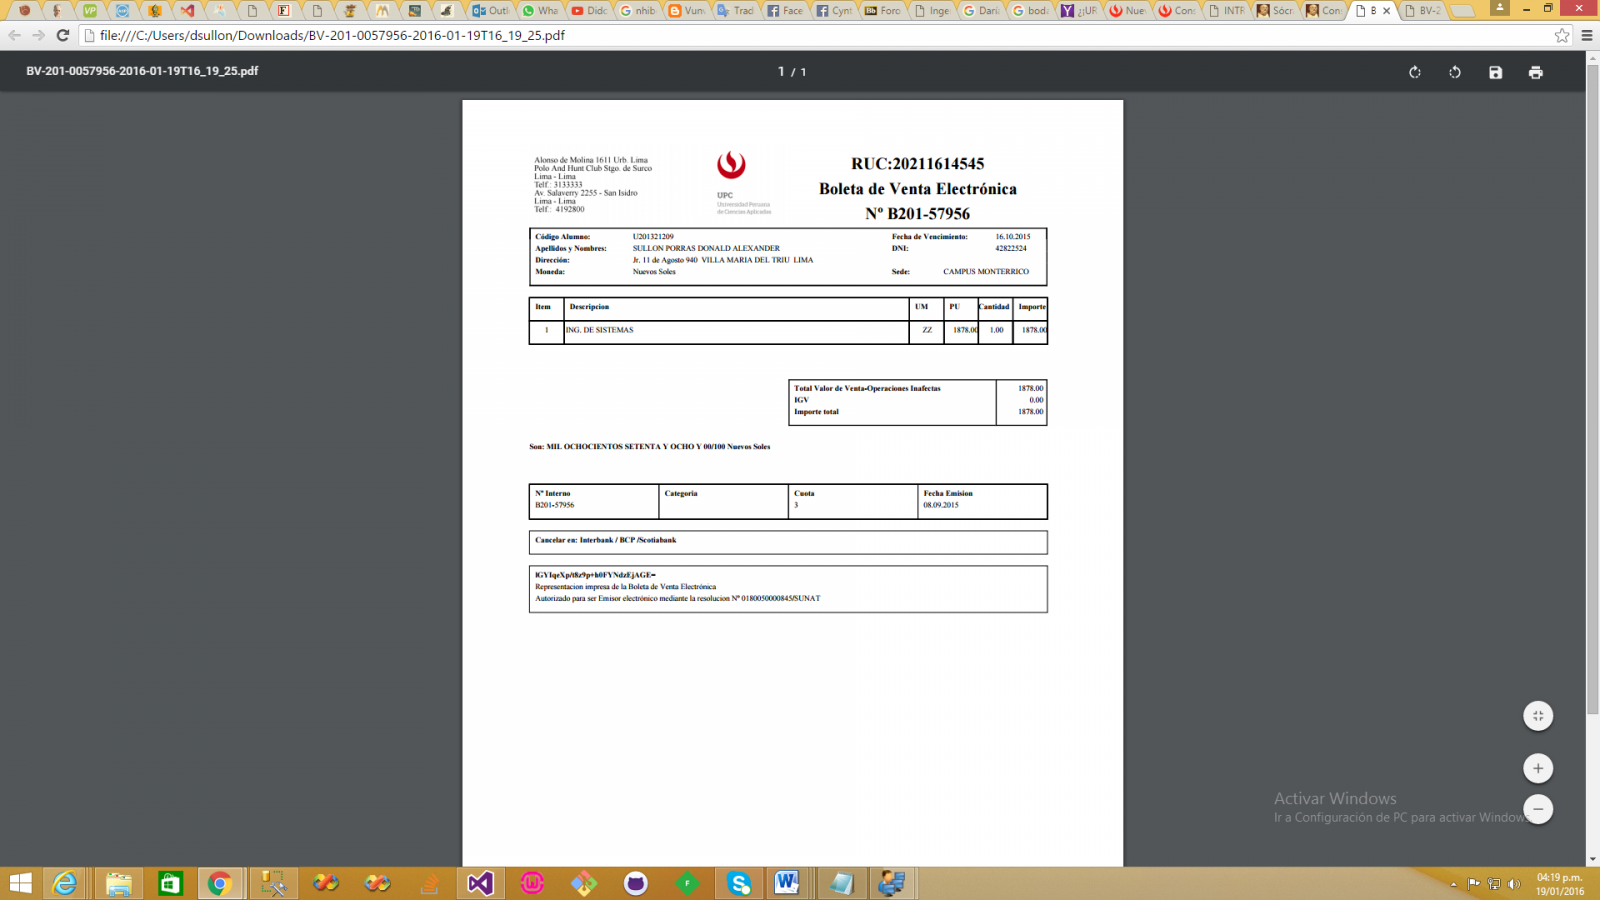 Outl
Wha
Didc
nhib
Vun
Trad
Face
Cynt
Foro
Inge
Daria
boda
¿¡UR
Nue
Con
INTR
Sócr
Con
B
BV-2
file:///C:/Users/dsullon/Downloads/BV-201-0057956-2016-01-19T16_19_25.pdf
BV-201-0057956-2016-01-19T16_19_25.pdf
1 / 1
Alonso de Molina 1611 Urb. Lima
Polo And Hunt Club Stgo. de Surco
Lima - Lima
Telf.: 3133333
Av. Salaverry 2255 - San Isidro
Lima - Lima
Telf.: 4192800
UPC
Universidad Peruana
de Ciencias Aplicadas
RUC:20211614545
Boleta de Venta Electrónica
Nº B201-57956
Código Alumno: U201321209 Fecha de Vencimiento: 16.10.2015
Apellidos y Nombres: SULLON PORRAS DONALD ALEXANDER DNI: 42822524
Dirección: Jr. 11 de Agosto 940 VILLA MARIA DEL TRIU LIMA
Moneda: Nuevos Soles Sede: CAMPUS MONTERRICO
Item Descripcion UM PU Cantidad Importe
1 ING. DE SISTEMAS ZZ 1878.00 1.00 1878.00
Total Valor de Venta-Operaciones Inafectas 1878.00
IGV 0.00
Importe total 1878.00
Son: MIL OCHOCIENTOS SETENTA Y OCHO Y 00/100 Nuevos Soles
Nº Interno Categoria Cuota Fecha Emision
B201-57956 3 08.09.2015
Cancelar en: Interbank / BCP /Scotiabank
lGYIqeXp/t8z9p+h0FYNdzEjAGE=
Representacion impresa de la Boleta de Venta Electrónica
Autorizado para ser Emisor electrónico mediante la resolucion Nº 0180050000845/SUNAT
Activar Windows
Ir a Configuración de PC para activar Windows
04:19 p.m.
19/01/2016